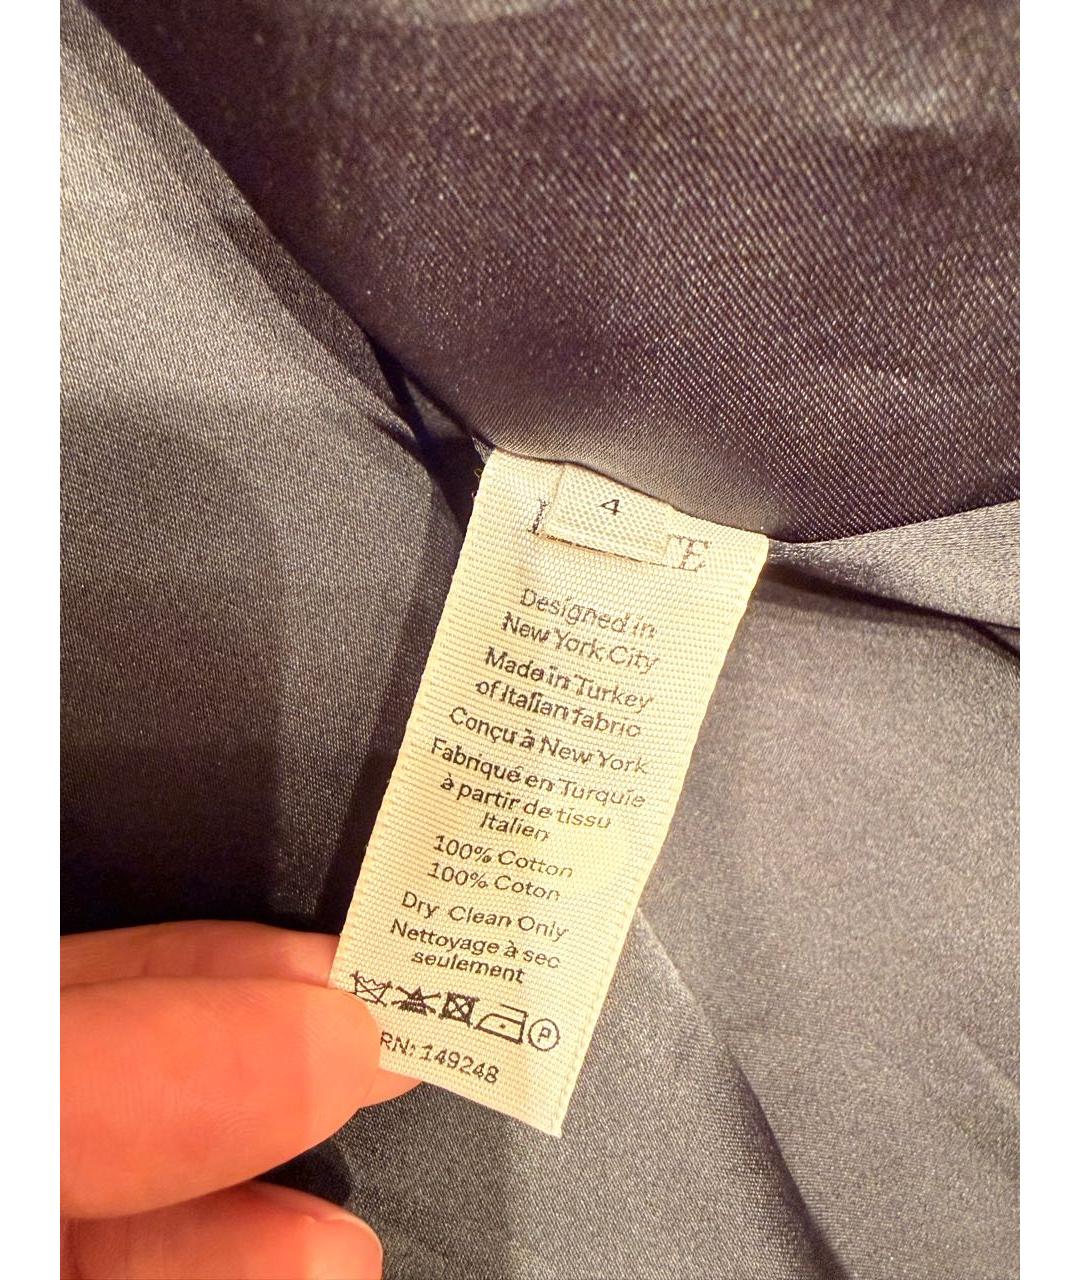 4
E
Designed in
New York City
Made in Turkey
of Italian fabric
Conçu à New York
Fabriqué en Turquie
à partir de tissu
Italien
100% Cotton
100% Coton
Dry Clean Only
Nettoyage à sec
seulement
P
RN: 149248